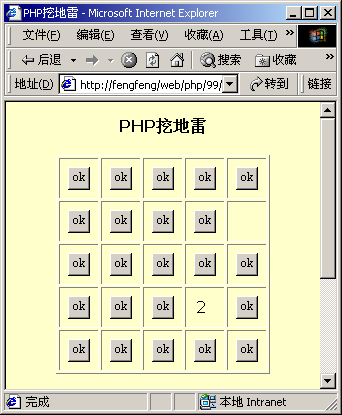 PHP挖地雷 - Microsoft Internet Explorer
文件(F) 编辑(E) 查看(V) 收藏(A) 工具(T) »
后退 搜索 收藏 »
地址(D) http://fengfeng/web/php/99/ 转到 链接
PHP挖地雷
ok ok ok ok ok
ok ok ok ok
ok ok ok ok ok
ok ok ok 2 ok
ok ok ok ok ok
完成 本地 Intranet